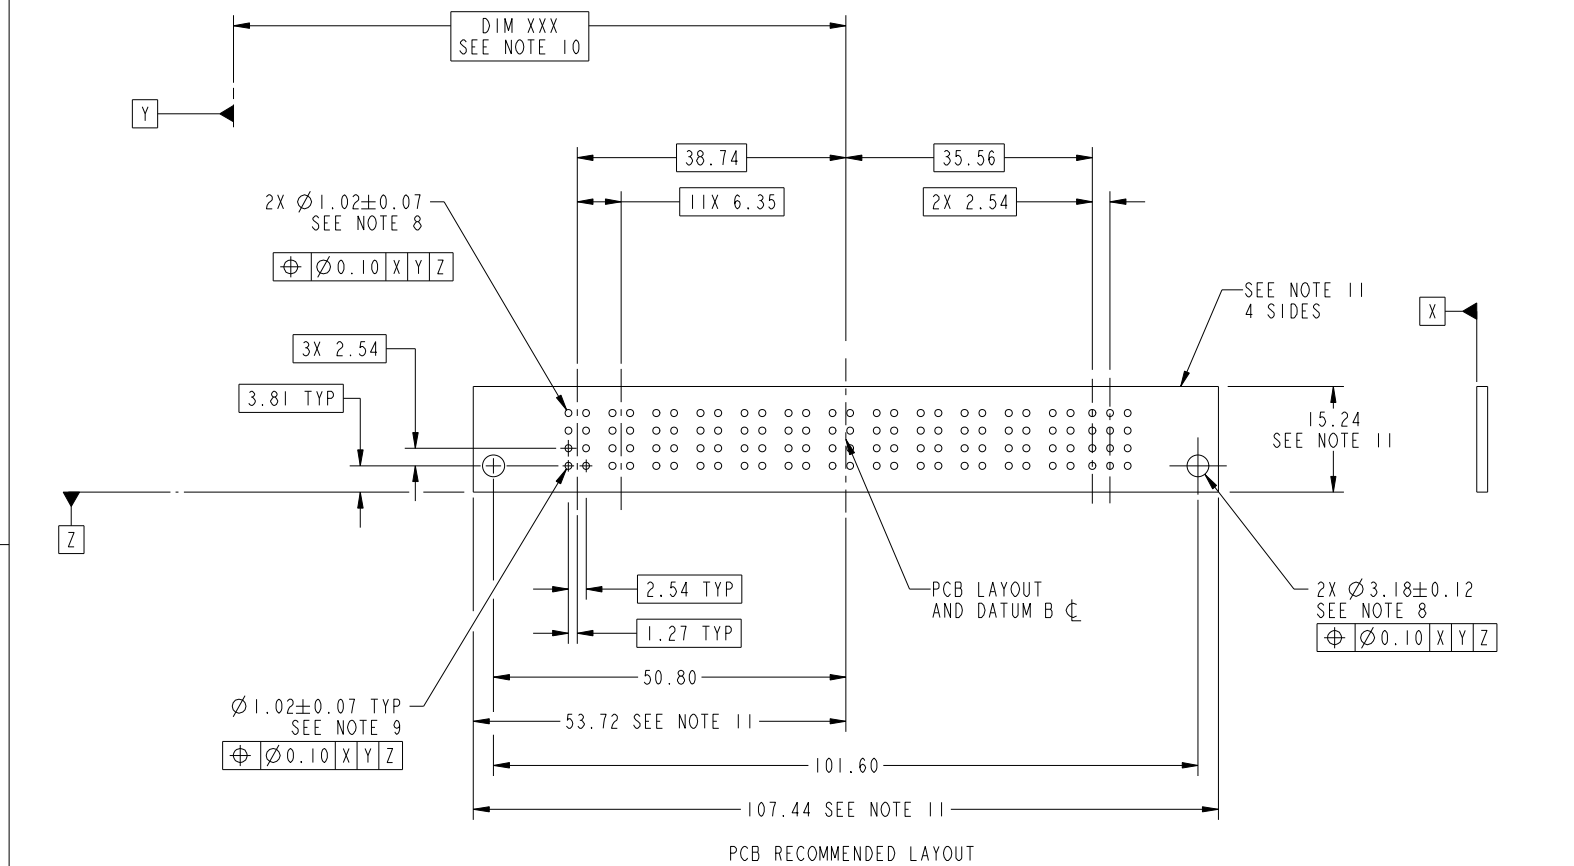 DIM XXX
SEE NOTE 10
Y
38.74
35.56
11X 6.35
2X 2.54
2X Ø1.02±0.07
SEE NOTE 8
⌖ Ø0.10 X Y Z
SEE NOTE 11
4 SIDES
X
3X 2.54
3.81 TYP
15.24
SEE NOTE 11
Z
2.54 TYP
1.27 TYP
PCB LAYOUT
AND DATUM B ℄
2X Ø3.18±0.12
SEE NOTE 8
⌖ Ø0.10 X Y Z
50.80
Ø1.02±0.07 TYP
SEE NOTE 9
⌖ Ø0.10 X Y Z
53.72 SEE NOTE 11
101.60
107.44 SEE NOTE 11
PCB RECOMMENDED LAYOUT